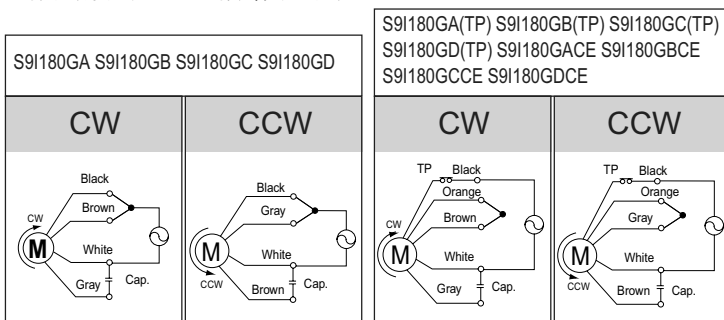 S9I180GA S9I180GB S9I180GC S9I180GD
CW
CCW
Black
Brown
CW
M
White
Gray
Cap.
Black
Gray
M
White
CCW
Brown
Cap.
S9I180GA(TP) S9I180GB(TP) S9I180GC(TP)
S9I180GD(TP) S9I180GACE S9I180GBCE
S9I180GCCE S9I180GDCE
CW
CCW
TP
Black
Orange
CW
Brown
M
White
Gray
Cap.
TP
Black
Orange
Gray
M
White
CCW
Brown
Cap.